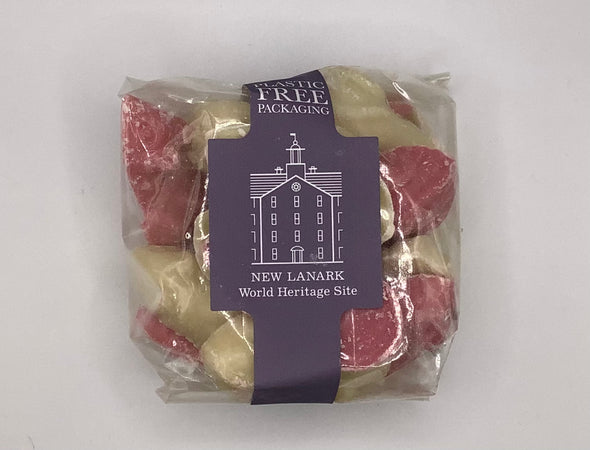 PLASTIC
FREE
PACKAGING
NEW LANARK
World Heritage Site